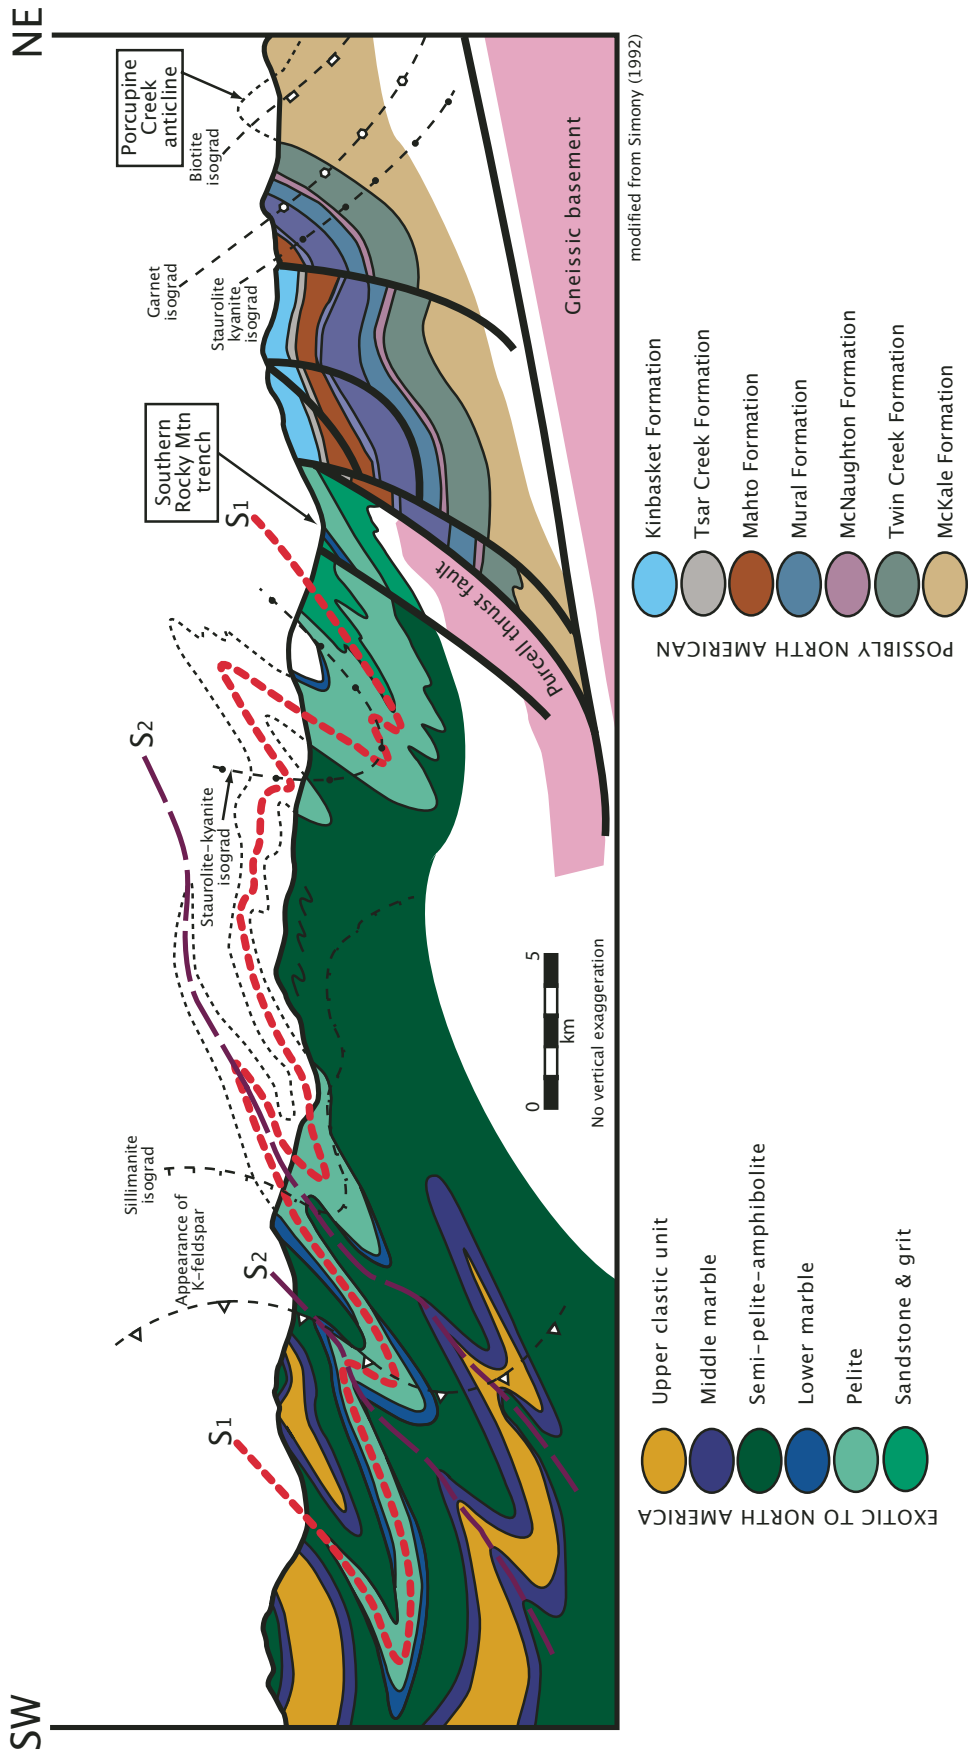 SW
NE
Porcupine
Creek
anticline
Biotite
isograd
Garnet
isograd
Staurolite
kyanite
isograd
Southern
Rocky Mtn
trench
S1
S2
Staurolite-kyanite
isograd
Sillimanite
isograd
Appearance of
K-feldspar
S2
S1
Purcell thrust fault
Gneissic basement
0
5
km
No vertical exaggeration
modified from Simony (1992)
EXOTIC TO NORTH AMERICA
Upper clastic unit
Middle marble
Semi-pelite-amphibolite
Lower marble
Pelite
Sandstone & grit
POSSIBLY NORTH AMERICAN
Kinbasket Formation
Tsar Creek Formation
Mahto Formation
Mural Formation
McNaughton Formation
Twin Creek Formation
McKale Formation